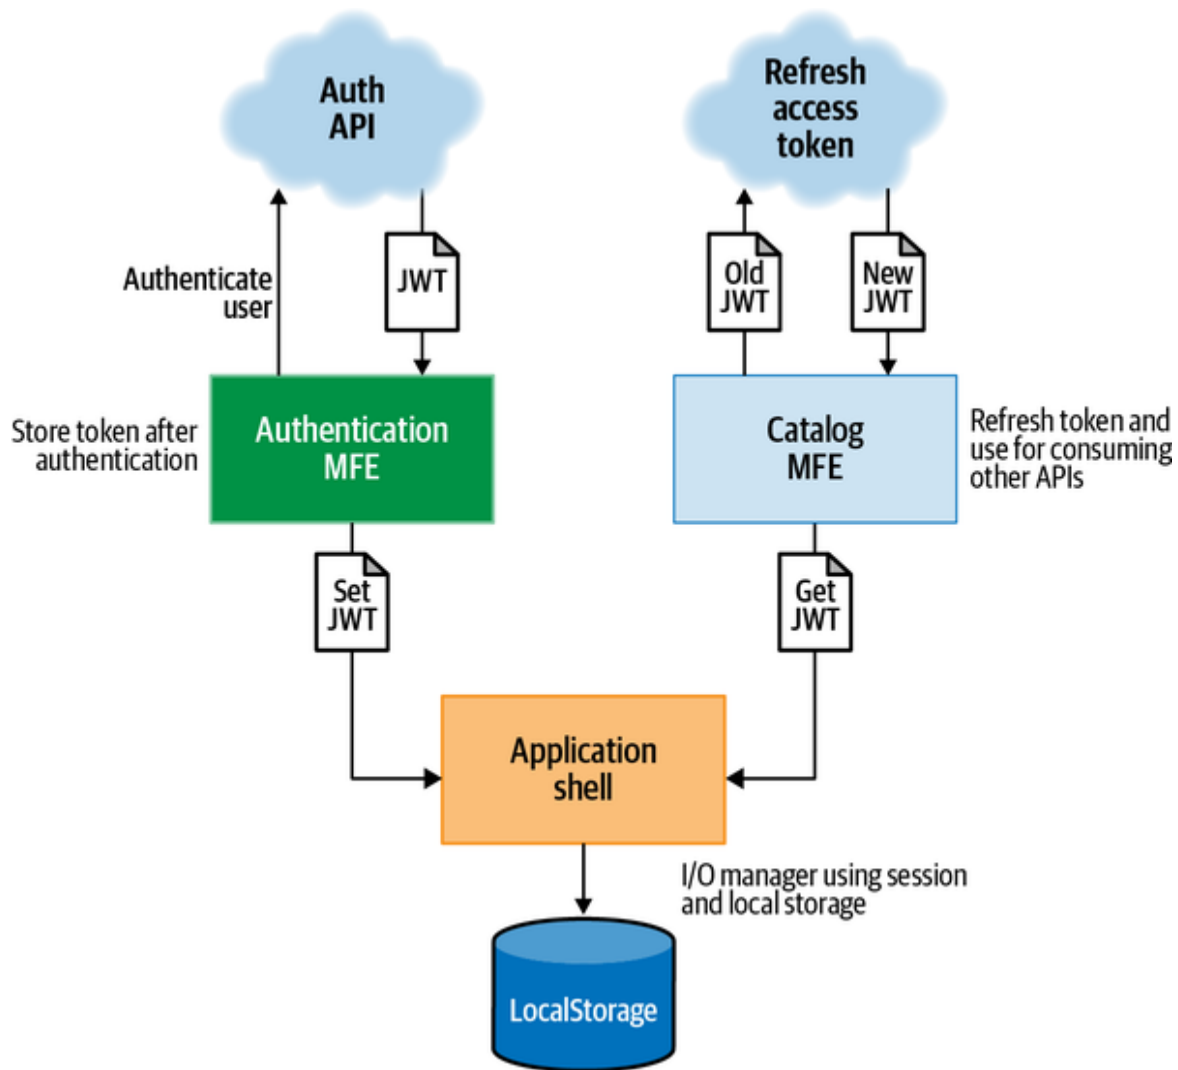 Auth
API
Refresh
access
token
Authenticate
user
JWT
Old
JWT
New
JWT
Store token after
authentication
Authentication
MFE
Catalog
MFE
Refresh token and
use for consuming
other APIs
Set
JWT
Get
JWT
Application
shell
I/O manager using session
and local storage
LocalStorage